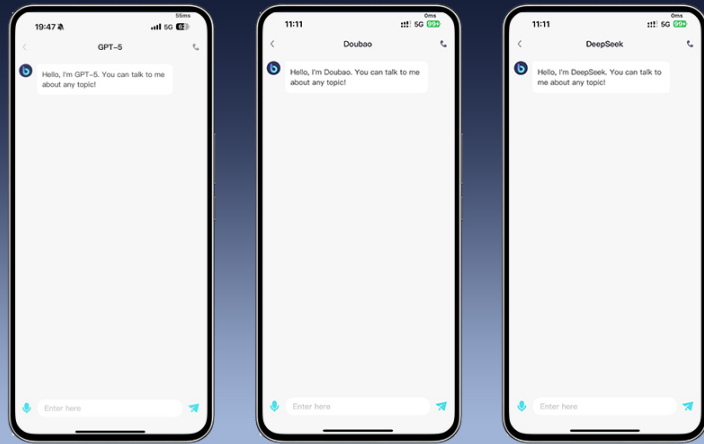 55ms
19:47
5G
GPT-5
Hello, I'm GPT-5. You can talk to me
about any topic!
Enter here
0ms
11:11
5G 99+
Doubao
Hello, I'm Doubao. You can talk to me
about any topic!
Enter here
0ms
11:11
5G 99+
DeepSeek
Hello, I'm DeepSeek. You can talk to
me about any topic!
Enter here